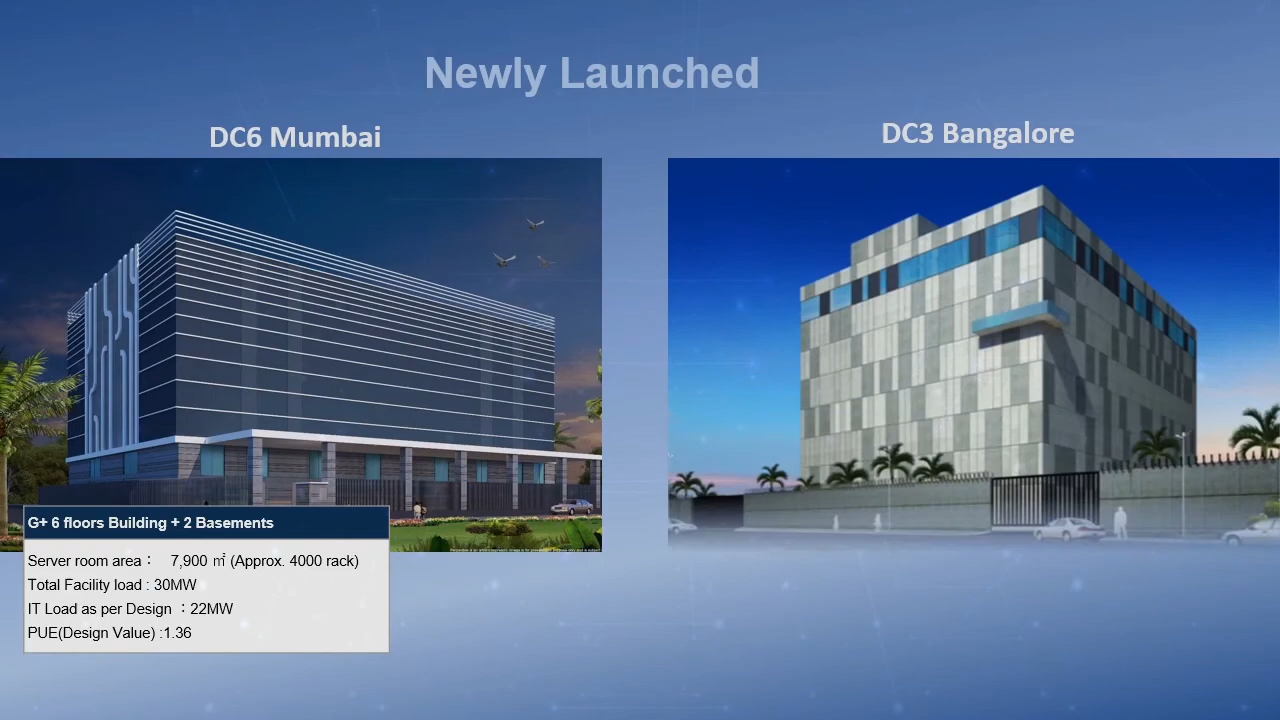 Newly Launched
DC6 Mumbai
DC3 Bangalore
G+ 6 floors Building + 2 Basements
Server room area : 7,900 ㎡ (Approx. 4000 rack)
Total Facility load : 30MW
IT Load as per Design : 22MW
PUE(Design Value) :1.36